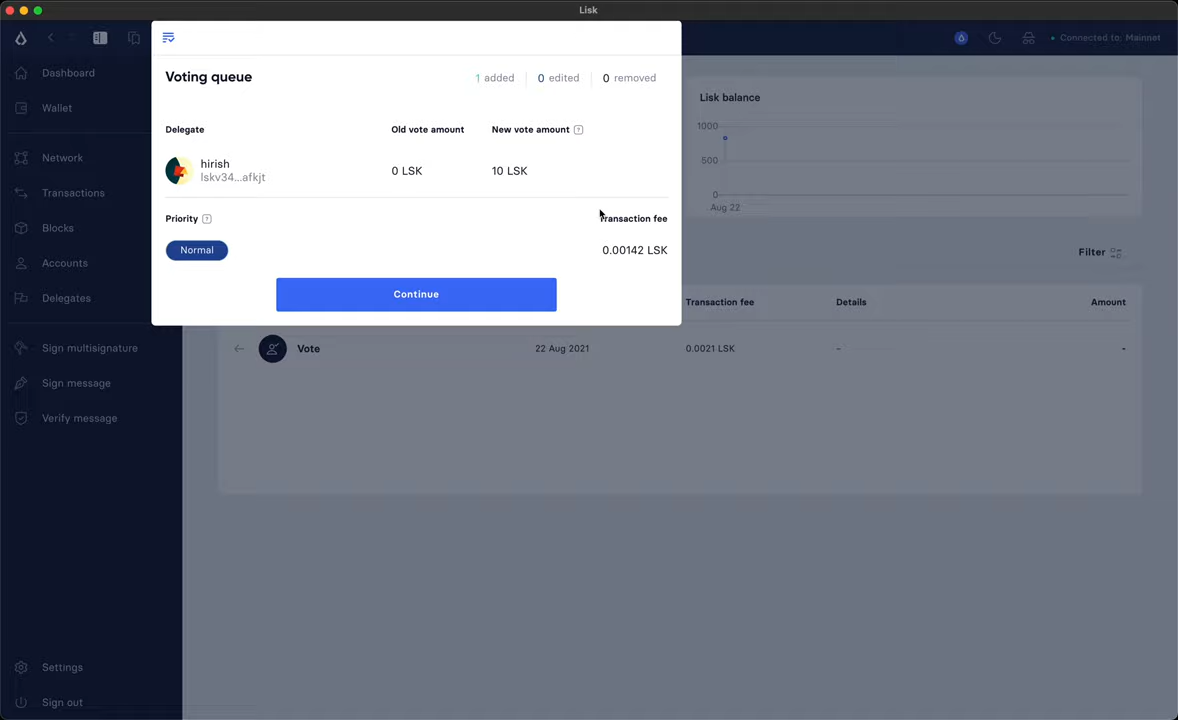 Lisk
Connected to: Mainnet
Dashboard
Wallet
Network
Transactions
Blocks
Accounts
Delegates
Sign multisignature
Sign message
Verify message
Settings
Sign out
Voting queue
1 added 0 edited 0 removed
Delegate Old vote amount New vote amount ?
hirish 0 LSK 10 LSK
lskv34...afkjt
Priority ? Transaction fee
Normal 0.00142 LSK
Continue
Lisk balance
1000
500
0
Aug 22
Filter
Transaction fee Details Amount
Vote 22 Aug 2021 0.0021 LSK - -